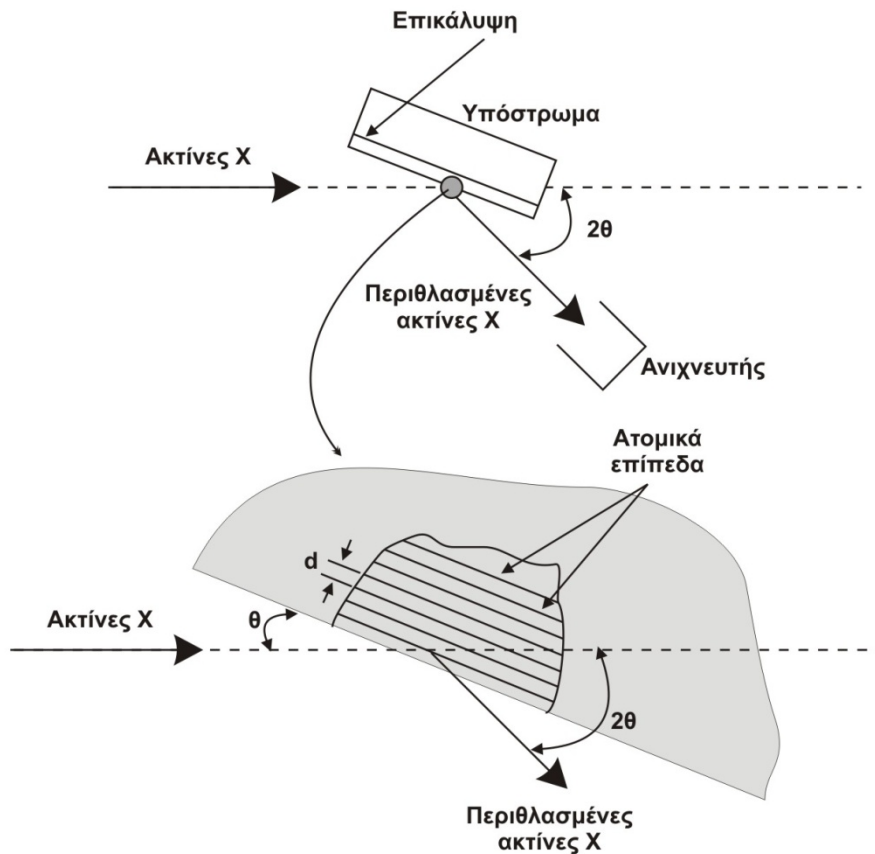 Επικάλυψη
Υπόστρωμα
Ακτίνες Χ
2θ
Περιθλασμένες
ακτίνες Χ
Ανιχνευτής
Ατομικά
επίπεδα
d
θ
Ακτίνες Χ
2θ
Περιθλασμένες
ακτίνες Χ